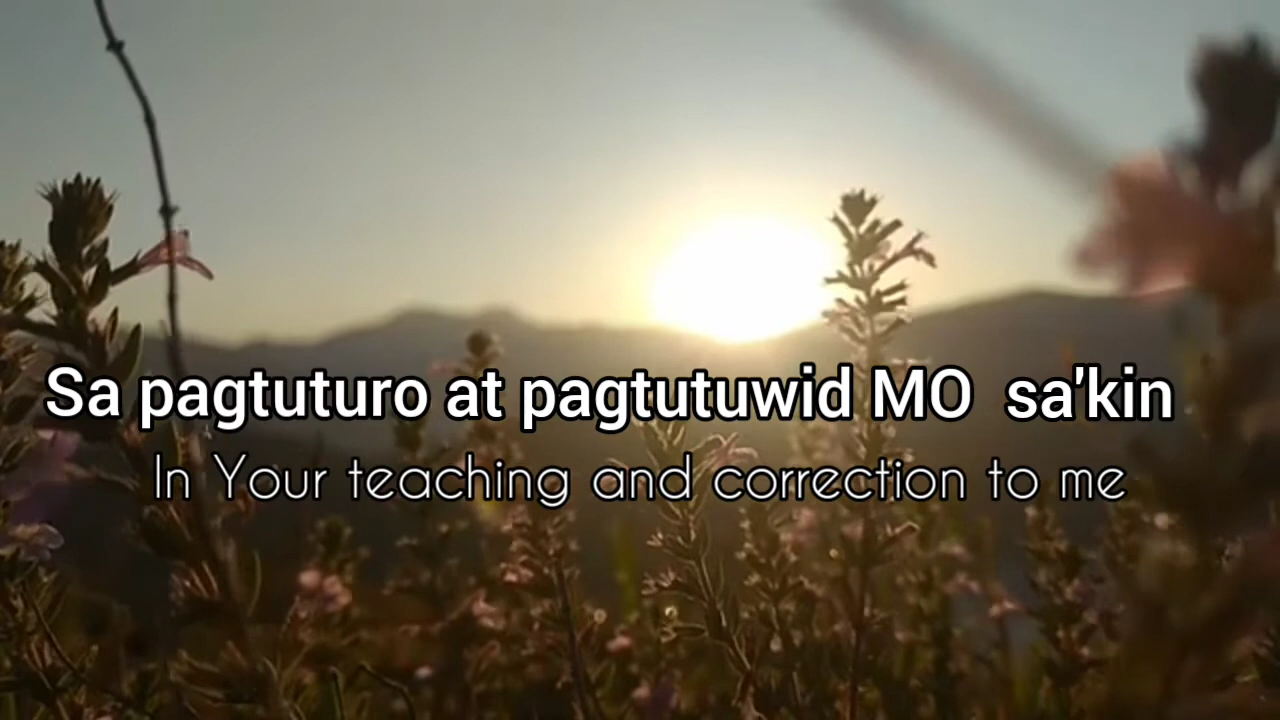 Sa pagtuturo at pagtutuwid MO sa'kin
In Your teaching and correction to me